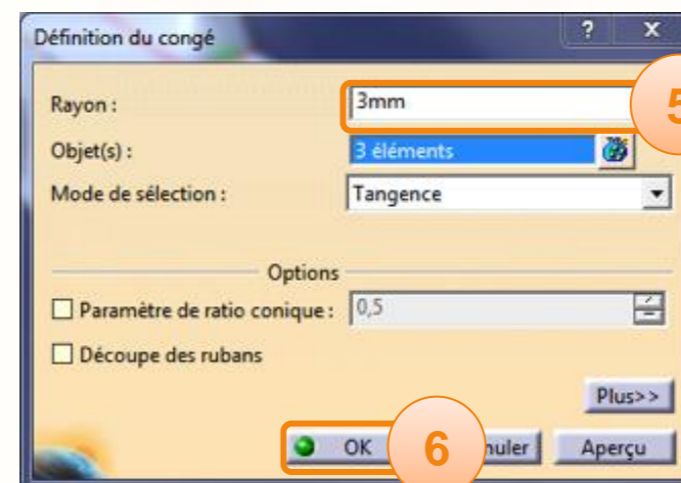 Définition du congé ? x
Rayon : 3mm 5
Objet(s) : 3 éléments
Mode de sélection : Tangence
Options
Paramètre de ratio conique : 0,5
Découpe des rubans
Plus>>
OK 6 nuler Aperçu